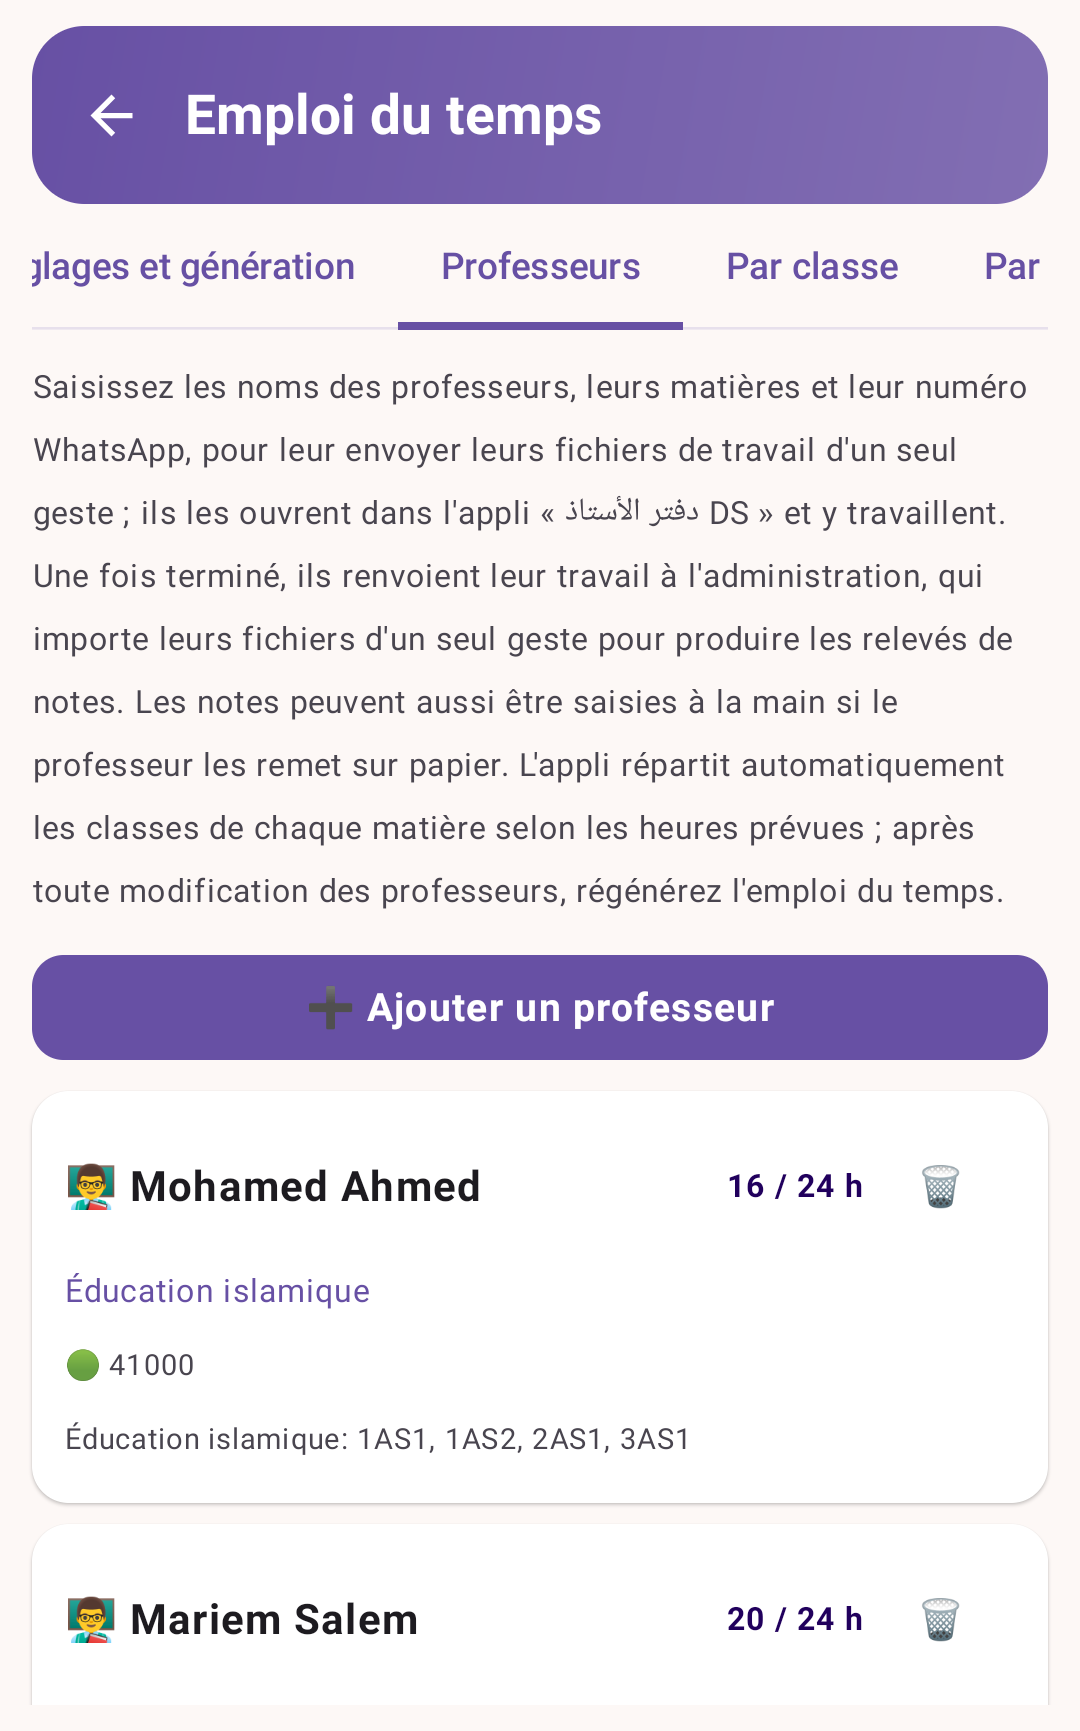 Emploi du temps
glages et génération Professeurs Par classe Par
Saisissez les noms des professeurs, leurs matières et leur numéro
WhatsApp, pour leur envoyer leurs fichiers de travail d'un seul
geste ; ils les ouvrent dans l'appli « دفتر الأستاذ DS » et y travaillent.
Une fois terminé, ils renvoient leur travail à l'administration, qui
importe leurs fichiers d'un seul geste pour produire les relevés de
notes. Les notes peuvent aussi être saisies à la main si le
professeur les remet sur papier. L'appli répartit automatiquement
les classes de chaque matière selon les heures prévues ; après
toute modification des professeurs, régénérez l'emploi du temps.
➕ Ajouter un professeur
👨‍🏫 Mohamed Ahmed 16 / 24 h 🗑️
Éducation islamique
🟢 41000
Éducation islamique: 1AS1, 1AS2, 2AS1, 3AS1
👨‍🏫 Mariem Salem 20 / 24 h 🗑️